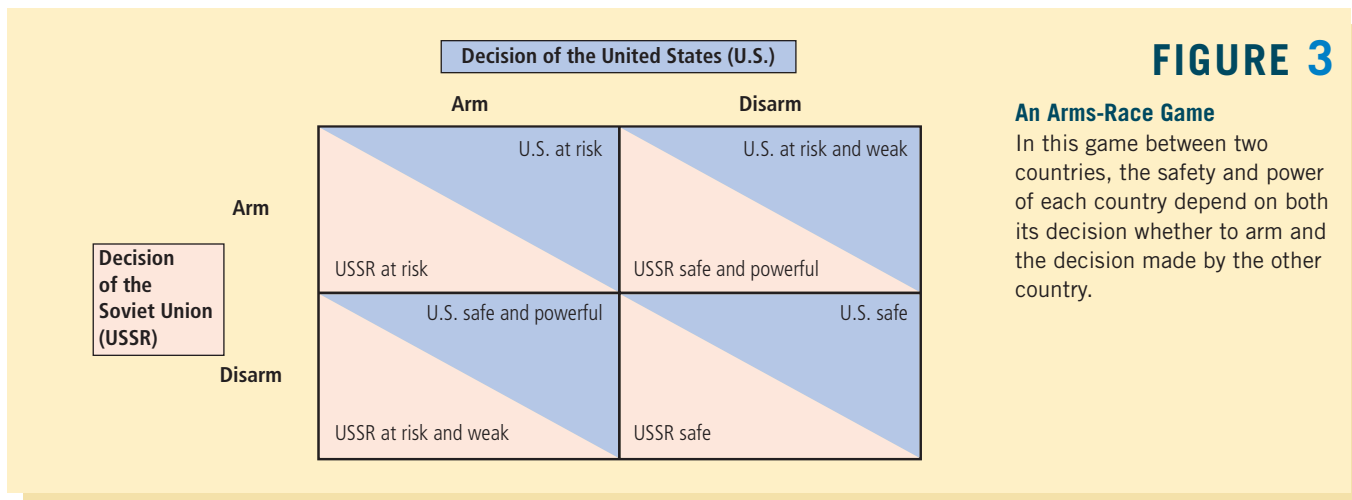 Decision of the United States (U.S.)
Arm
Disarm
Decision
of the
Soviet Union
(USSR)
Arm
U.S. at risk
USSR at risk
U.S. at risk and weak
USSR safe and powerful
Disarm
U.S. safe and powerful
USSR at risk and weak
U.S. safe
USSR safe
FIGURE 3
An Arms-Race Game
In this game between two
countries, the safety and power
of each country depend on both
its decision whether to arm and
the decision made by the other
country.